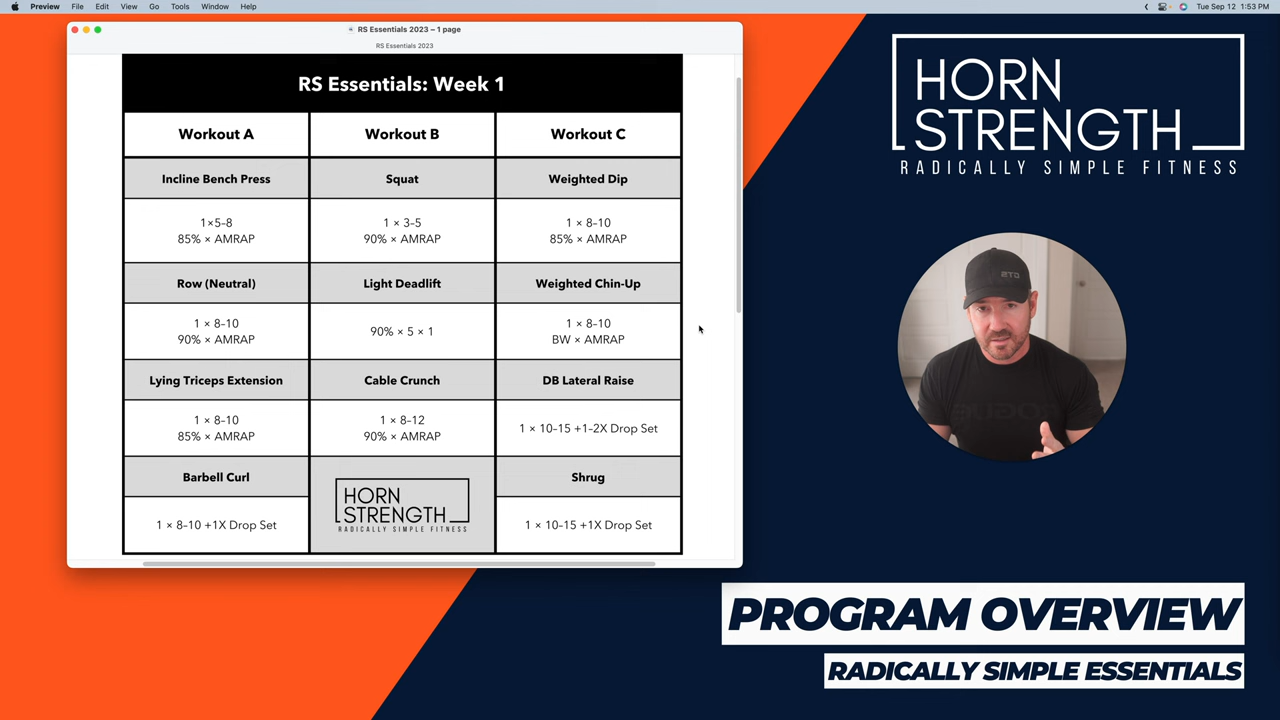 Preview File Edit View Go Tools Window Help
Tue Sep 12 1:53 PM
RS Essentials 2023 – 1 page
RS Essentials 2023
RS Essentials: Week 1
Workout A Workout B Workout C
Incline Bench Press Squat Weighted Dip
1×5–8 1 × 3–5 1 × 8–10
85% × AMRAP 90% × AMRAP 85% × AMRAP
Row (Neutral) Light Deadlift Weighted Chin-Up
1 × 8–10 90% × 5 × 1 1 × 8–10
90% × AMRAP BW × AMRAP
Lying Triceps Extension Cable Crunch DB Lateral Raise
1 × 8–10 1 × 8–12 1 × 10–15 +1–2X Drop Set
85% × AMRAP 90% × AMRAP
Barbell Curl Shrug
1 × 8–10 +1X Drop Set 1 × 10–15 +1X Drop Set
HORN
STRENGTH
RADICALLY SIMPLE FITNESS
HORN
STRENGTH
RADICALLY SIMPLE FITNESS
PROGRAM OVERVIEW
RADICALLY SIMPLE ESSENTIALS